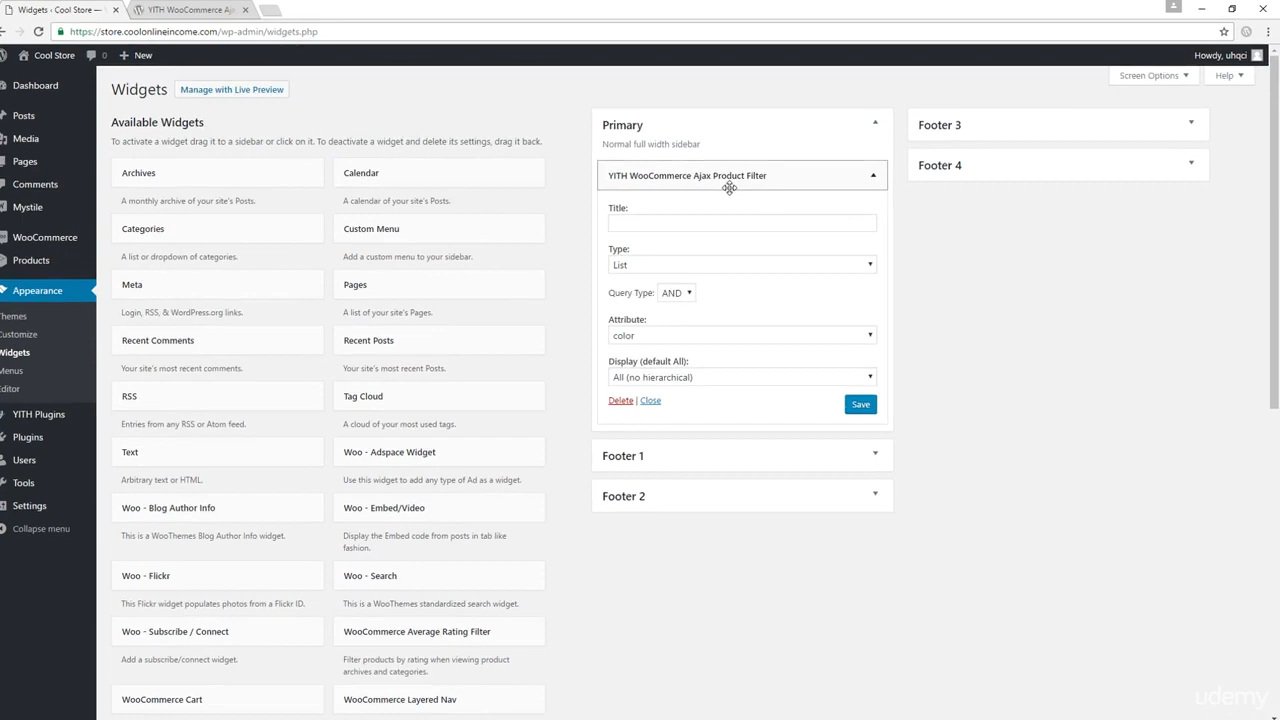 Widgets ‹ Cool Store —
YITH WooCommerce Aj
https://store.coolonlineincome.com/wp-admin/widgets.php
Cool Store
0
New
Howdy, uhqci
Dashboard
Posts
Media
Pages
Comments
Mystile
WooCommerce
Products
Appearance
Themes
Customize
Widgets
Menus
Editor
YITH Plugins
Plugins
Users
Tools
Settings
Collapse menu
Screen Options
Help
Widgets
Manage with Live Preview
Available Widgets
To activate a widget drag it to a sidebar or click on it. To deactivate a widget and delete its settings, drag it back.
Archives
A monthly archive of your site's Posts.
Calendar
A calendar of your site's Posts.
Categories
A list or dropdown of categories.
Custom Menu
Add a custom menu to your sidebar.
Meta
Login, RSS, & WordPress.org links.
Pages
A list of your site's Pages.
Recent Comments
Your site's most recent comments.
Recent Posts
Your site's most recent Posts.
RSS
Entries from any RSS or Atom feed.
Tag Cloud
A cloud of your most used tags.
Text
Arbitrary text or HTML.
Woo - Adspace Widget
Use this widget to add any type of Ad as a widget.
Woo - Blog Author Info
This is a WooThemes Blog Author Info widget.
Woo - Embed/Video
Display the Embed code from posts in tab like
fashion.
Woo - Flickr
This Flickr widget populates photos from a Flickr ID.
Woo - Search
This is a WooThemes standardized search widget.
Woo - Subscribe / Connect
Add a subscribe/connect widget.
WooCommerce Average Rating Filter
Filter products by rating when viewing product
archives and categories.
WooCommerce Cart
WooCommerce Layered Nav
Primary
Normal full width sidebar
YITH WooCommerce Ajax Product Filter
Title:
Type:
List
Query Type: AND
Attribute:
color
Display (default All):
All (no hierarchical)
Delete | Close
Save
Footer 1
Footer 2
Footer 3
Footer 4
udemy